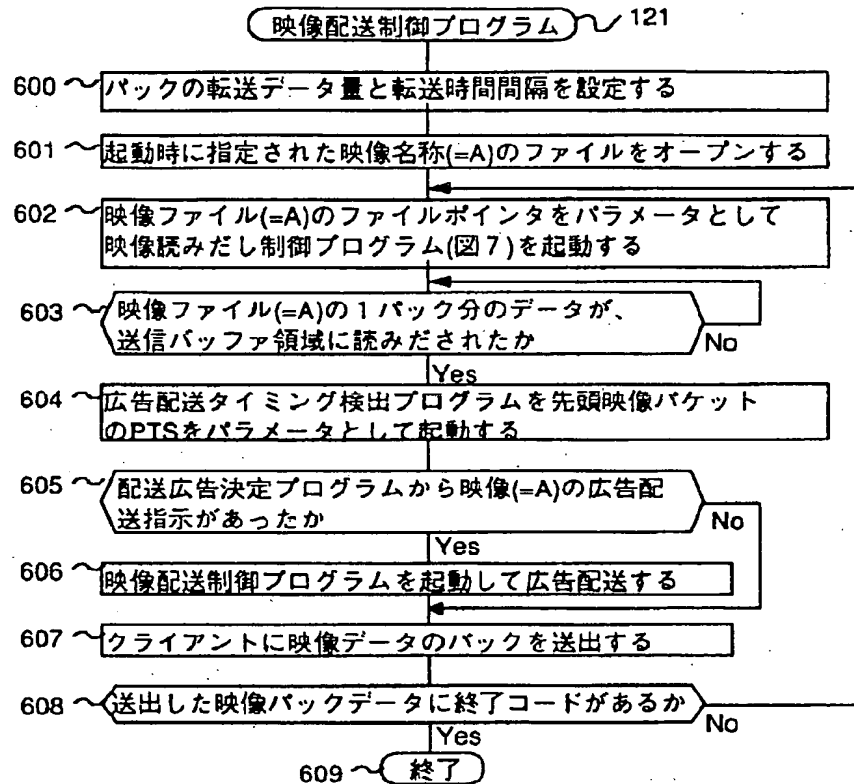 映像配送制御プログラム 121
600 パックの転送データ量と転送時間間隔を設定する
601 起動時に指定された映像名称(=A)のファイルをオープンする
602 映像ファイル(=A)のファイルポインタをパラメータとして
映像読みだし制御プログラム(図7)を起動する
603 映像ファイル(=A)の1パック分のデータが、
送信バッファ領域に読みだされたか
No
Yes
604 広告配送タイミング検出プログラムを先頭映像パケット
のPTSをパラメータとして起動する
605 配送広告決定プログラムから映像(=A)の広告配
送指示があったか
No
Yes
606 映像配送制御プログラムを起動して広告配送する
607 クライアントに映像データのパックを送出する
608 送出した映像パックデータに終了コードがあるか
No
Yes
609 終了